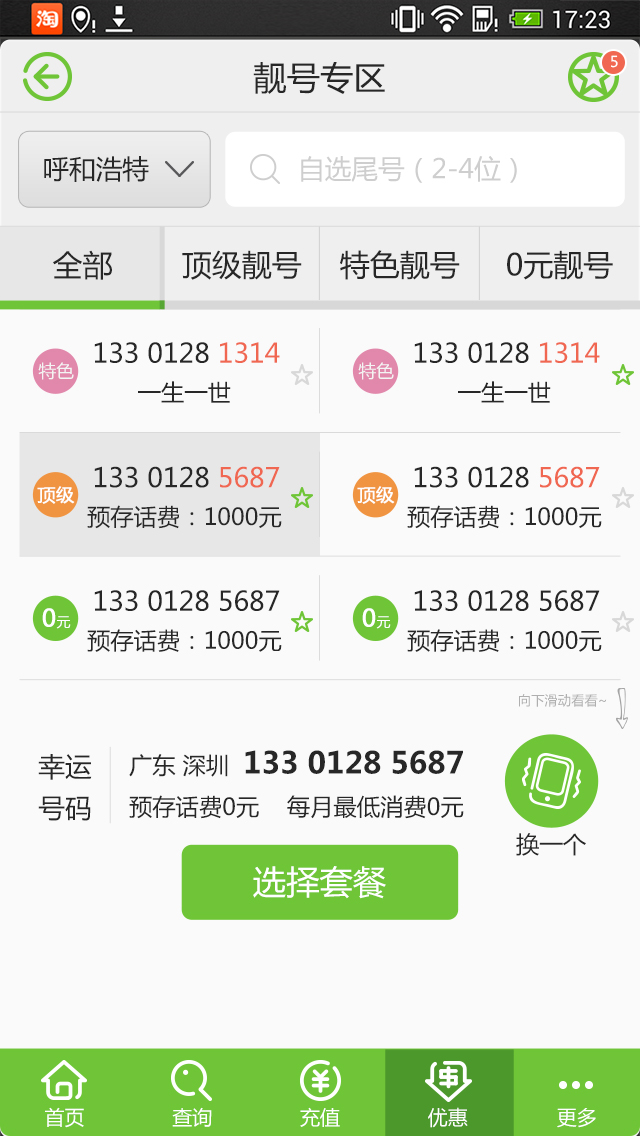 淘 17:23
靓号专区 5
呼和浩特 自选尾号（2-4位）
全部 顶级靓号 特色靓号 0元靓号
特色 133 0128 1314 特色 133 0128 1314
一生一世 一生一世
顶级 133 0128 5687 顶级 133 0128 5687
预存话费：1000元 预存话费：1000元
0元 133 0128 5687 0元 133 0128 5687
预存话费：1000元 预存话费：1000元
向下滑动看看~
幸运 广东 深圳 133 0128 5687
号码 预存话费0元 每月最低消费0元
换一个
选择套餐
首页 查询 充值 优惠 更多